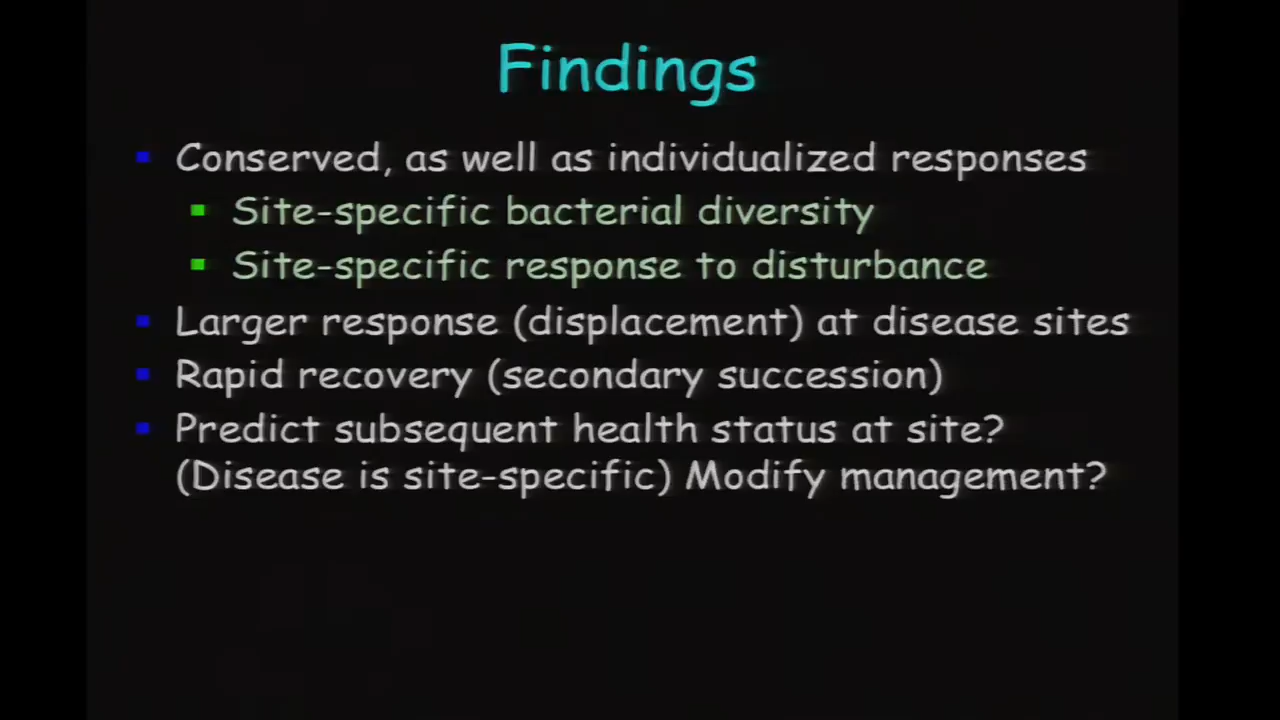 Findings
Conserved, as well as individualized responses
Site-specific bacterial diversity
Site-specific response to disturbance
Larger response (displacement) at disease sites
Rapid recovery (secondary succession)
Predict subsequent health status at site?
(Disease is site-specific) Modify management?